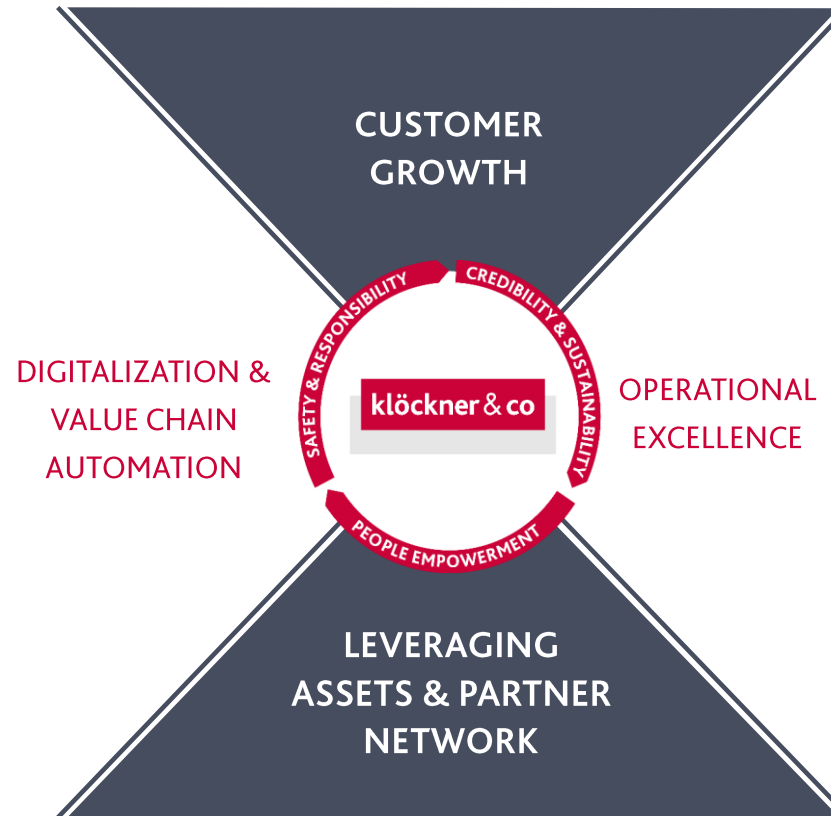 CUSTOMER
GROWTH
SAFETY & RESPONSIBILITY
CREDIBILITY & SUSTAINABILITY
DIGITALIZATION &
VALUE CHAIN
AUTOMATION
klöckner & co
OPERATIONAL
EXCELLENCE
PEOPLE EMPOWERMENT
LEVERAGING
ASSETS & PARTNER
NETWORK